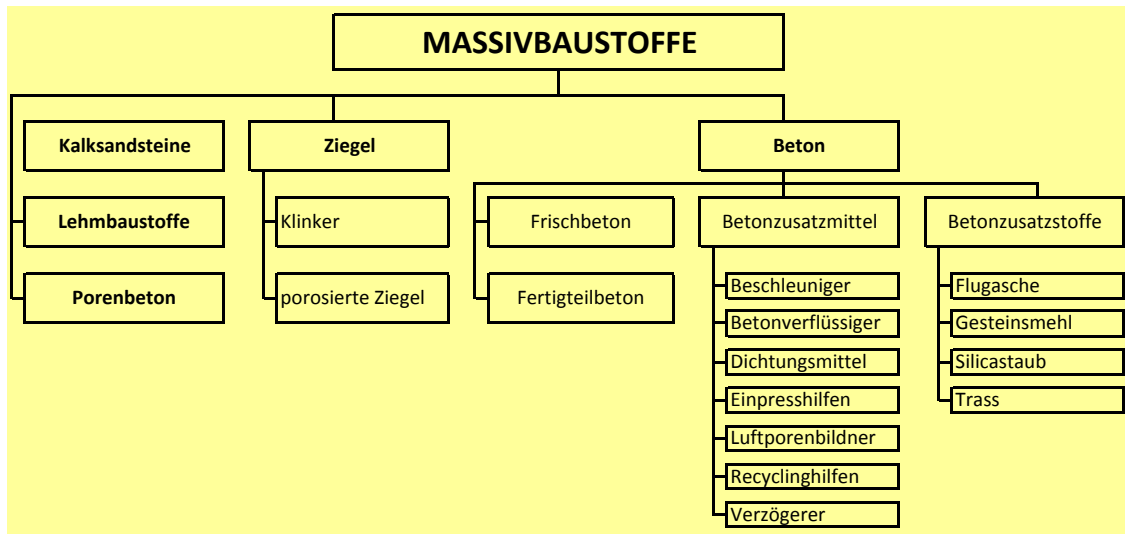 MASSIVBAUSTOFFE
Kalksandsteine
Ziegel
Beton
Lehmbaustoffe
Klinker
Frischbeton
Betonzusatzmittel
Betonzusatzstoffe
Porenbeton
porosierte Ziegel
Fertigteilbeton
Beschleuniger
Flugasche
Betonverflüssiger
Gesteinsmehl
Dichtungsmittel
Silicastaub
Einpresshilfen
Trass
Luftporenbildner
Recyclinghilfen
Verzögerer